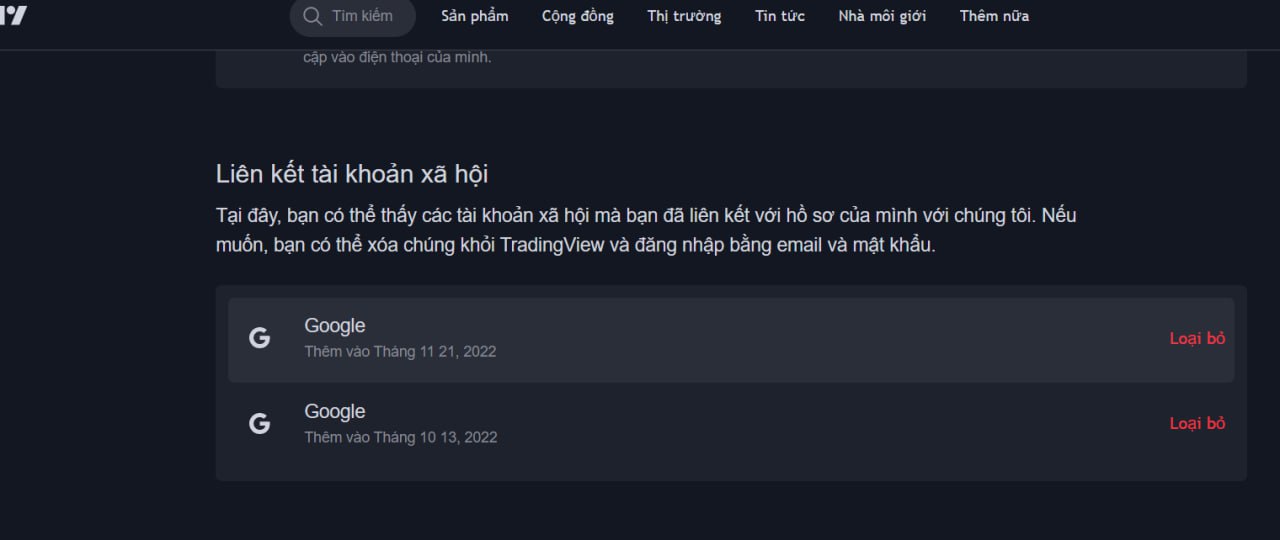 Tìm kiếm
Sản phẩm
Cộng đồng
Thị trường
Tin tức
Nhà môi giới
Thêm nữa
cập vào điện thoại của mình.
Liên kết tài khoản xã hội
Tại đây, bạn có thể thấy các tài khoản xã hội mà bạn đã liên kết với hồ sơ của mình với chúng tôi. Nếu
muốn, bạn có thể xóa chúng khỏi TradingView và đăng nhập bằng email và mật khẩu.
Google
Thêm vào Tháng 11 21, 2022
Loại bỏ
Google
Thêm vào Tháng 10 13, 2022
Loại bỏ